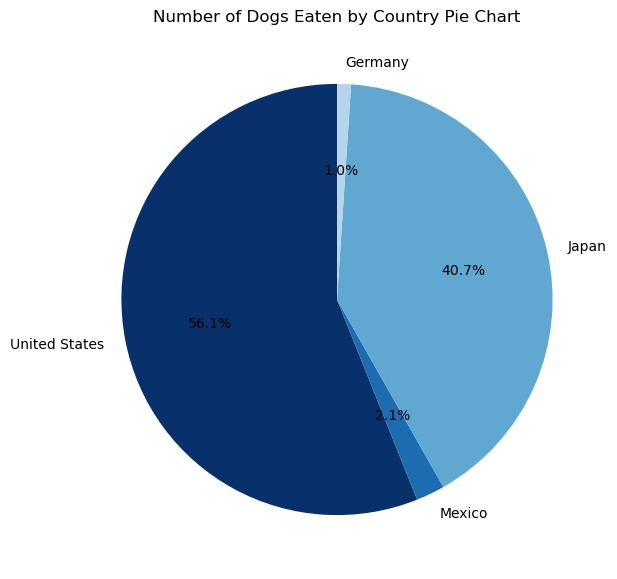 Number of Dogs Eaten by Country Pie Chart
Germany
1.0%
Japan
40.7%
56.1%
United States
2.1%
Mexico